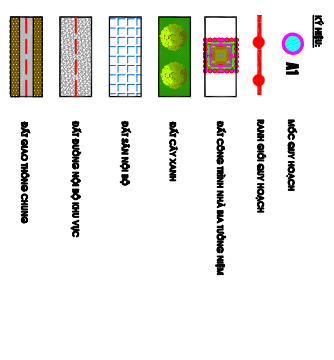 KÝ HIỆU:
A1 MỐC QUY HOẠCH
RANH GIỚI QUY HOẠCH
ĐẤT CÔNG TRÌNH NHÀ BIA TƯỞNG NIỆM
ĐẤT CÂY XANH
ĐẤT SÂN NỘI BỘ
ĐẤT ĐƯỜNG NỘI BỘ KHU VỰC
ĐẤT GIAO THÔNG CHUNG